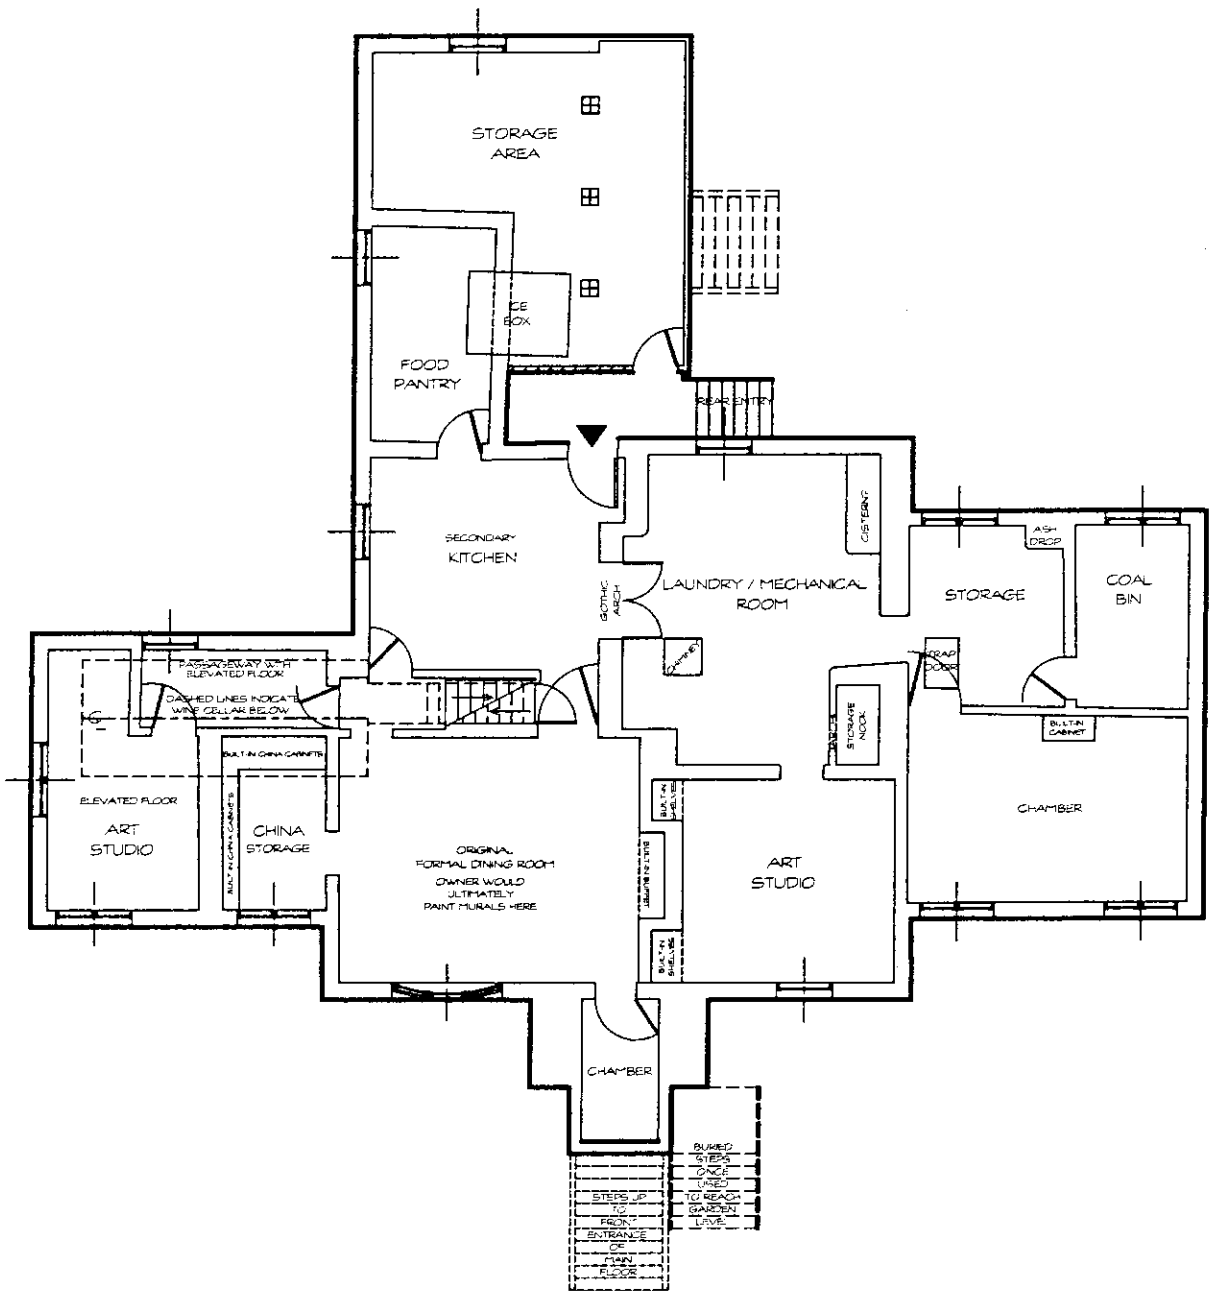 STORAGE
AREA
ICE
BOX
FOOD
PANTRY
REAR ENTRY
SECONDARY
KITCHEN
GOTHIC
ARCH
CISTERN?
LAUNDRY / MECHANICAL
ROOM
CHIMNEY
STORAGE
ASH
DROP
COAL
BIN
TRAP
DOOR
ARCH
STORAGE
NOOK
BUILT-IN
CABINET
CHAMBER
PASSAGEWAY WITH
ELEVATED FLOOR
DASHED LINES INDICATE
WINE CELLAR BELOW
ELEVATED FLOOR
ART
STUDIO
BUILT-IN CHINA CABINETS
BUILT-IN CHINA CABINETS
CHINA
STORAGE
ORIGINAL
FORMAL DINING ROOM
OWNER WOULD
ULTIMATELY
PAINT MURALS HERE
BUILT-IN
SHELVES
BUILT-IN BUFFET
BUILT-IN
SHELVES
ART
STUDIO
CHAMBER
STEPS UP
TO
FRONT
ENTRANCE
OF
MAIN
FLOOR
BURIED
STEPS
ONCE
USED
TO REACH
GARDEN
LEVEL